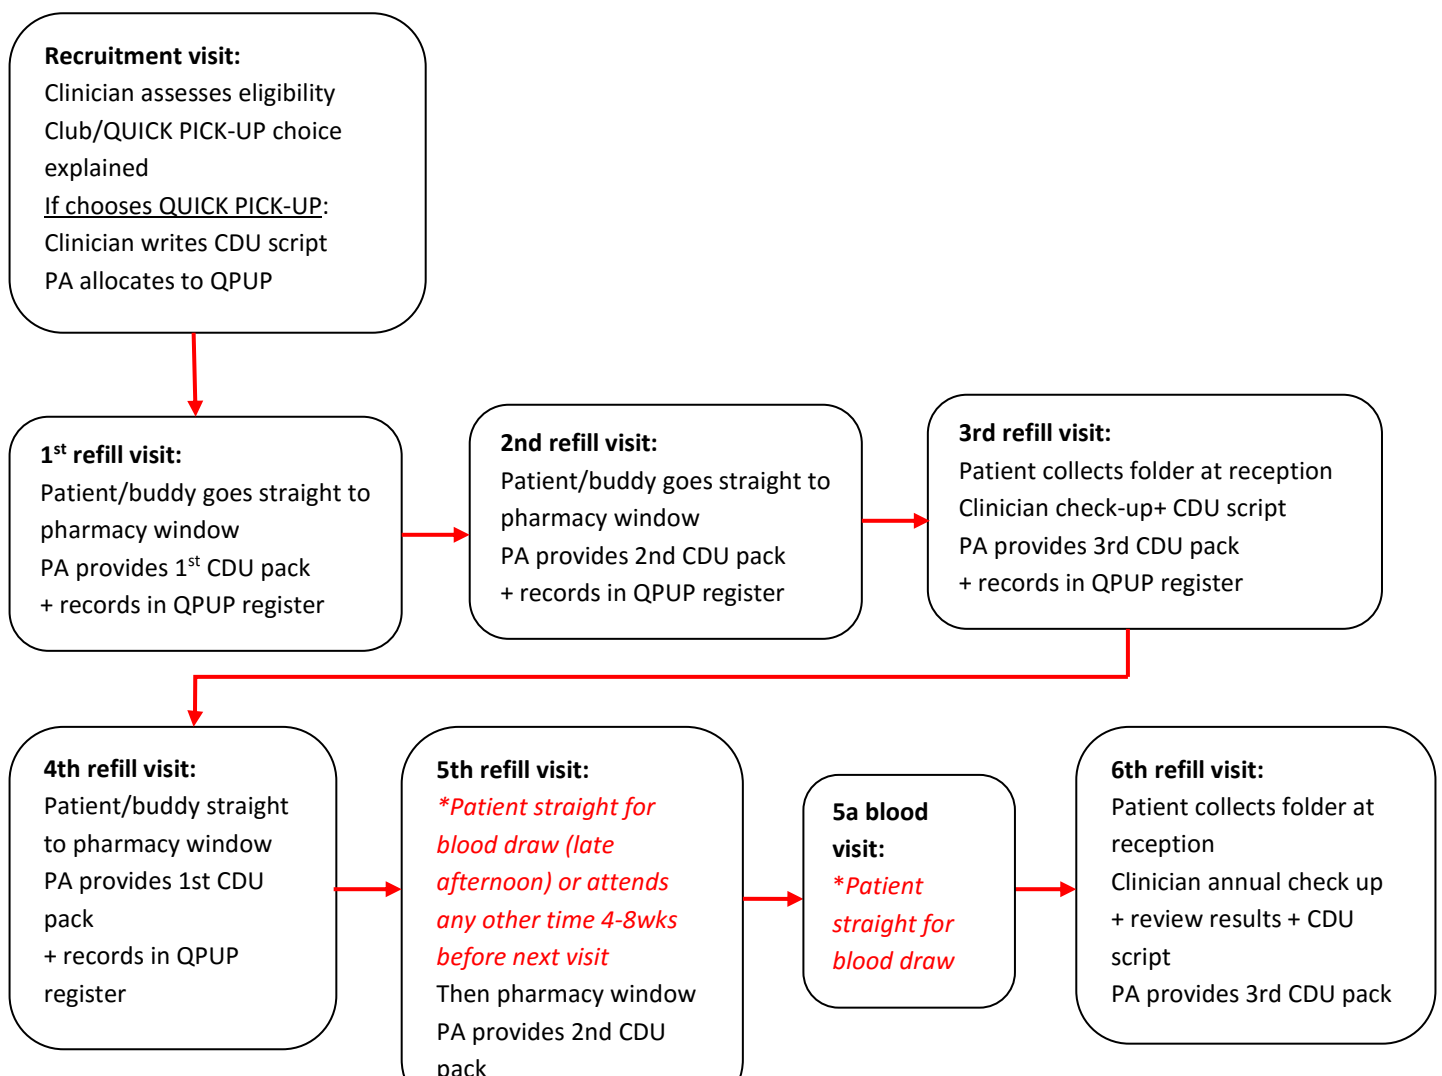 Recruitment visit:
Clinician assesses eligibility
Club/QUICK PICK-UP choice
explained
If chooses QUICK PICK-UP:
Clinician writes CDU script
PA allocates to QPUP
1st refill visit:
Patient/buddy goes straight to
pharmacy window
PA provides 1st CDU pack
+ records in QPUP register
2nd refill visit:
Patient/buddy goes straight to
pharmacy window
PA provides 2nd CDU pack
+ records in QPUP register
3rd refill visit:
Patient collects folder at reception
Clinician check-up+ CDU script
PA provides 3rd CDU pack
+ records in QPUP register
4th refill visit:
Patient/buddy straight
to pharmacy window
PA provides 1st CDU
pack
+ records in QPUP
register
5th refill visit:
*Patient straight for
blood draw (late
afternoon) or attends
any other time 4-8wks
before next visit
Then pharmacy window
PA provides 2nd CDU
pack
5a blood
visit:
*Patient
straight for
blood draw
6th refill visit:
Patient collects folder at
reception
Clinician annual check up
+ review results + CDU
script
PA provides 3rd CDU pack